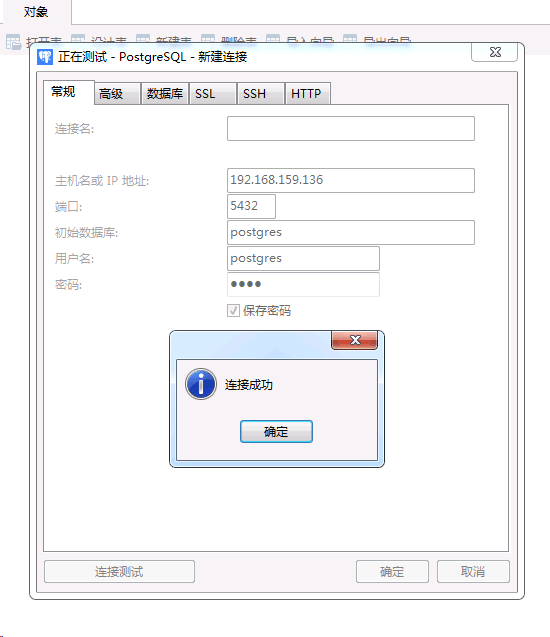 对象
打开表 设计表 新建表 删除表 导入向导 导出向导
正在测试 - PostgreSQL - 新建连接
常规 高级 数据库 SSL SSH HTTP
连接名:
主机名或 IP 地址: 192.168.159.136
端口: 5432
初始数据库: postgres
用户名: postgres
密码: ●●●●
保存密码
连接成功
确定
连接测试 确定 取消